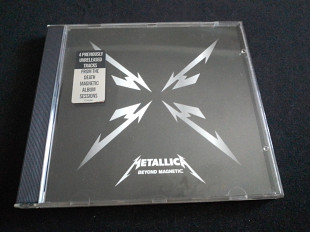 4 PREVIOUSLY
UNRELEASED
TRACKS
FROM THE
DEATH
MAGNETIC
ALBUM
SESSIONS
METALLICA
BEYOND MAGNETIC